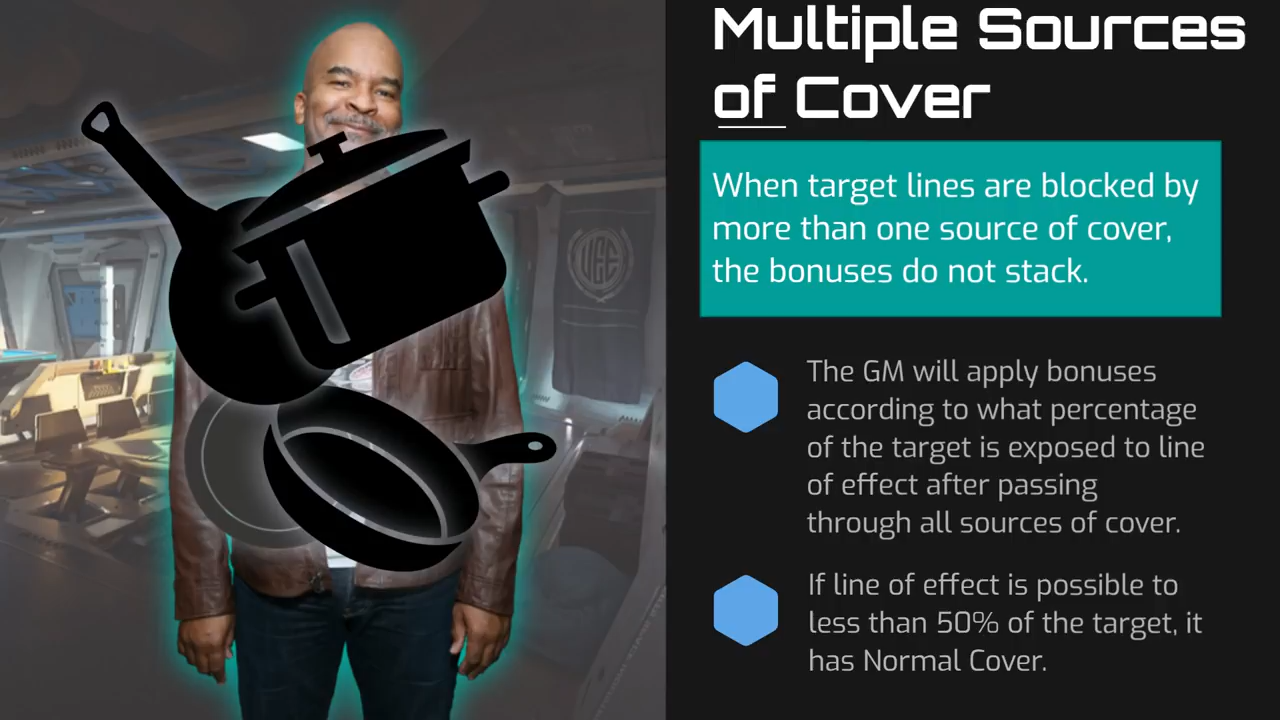 Multiple Sources
of Cover
When target lines are blocked by
more than one source of cover,
the bonuses do not stack.
The GM will apply bonuses
according to what percentage
of the target is exposed to line
of effect after passing
through all sources of cover.
If line of effect is possible to
less than 50% of the target, it
has Normal Cover.
UEE